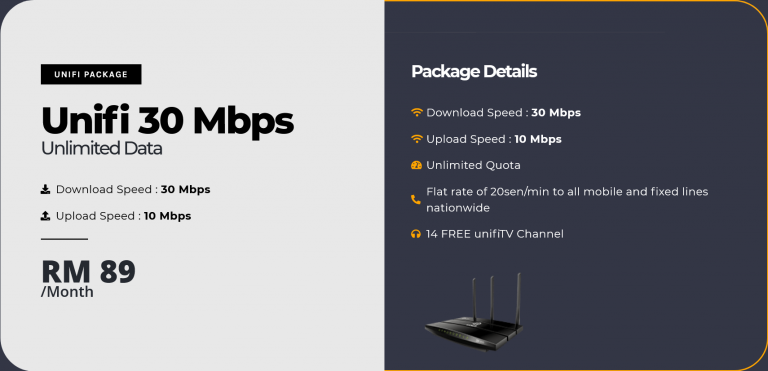 UNIFI PACKAGE
Unifi 30 Mbps
Unlimited Data
Download Speed : 30 Mbps
Upload Speed : 10 Mbps
RM 89
/Month
Package Details
Download Speed : 30 Mbps
Upload Speed : 10 Mbps
Unlimited Quota
Flat rate of 20sen/min to all mobile and fixed lines
nationwide
14 FREE unifiTV Channel